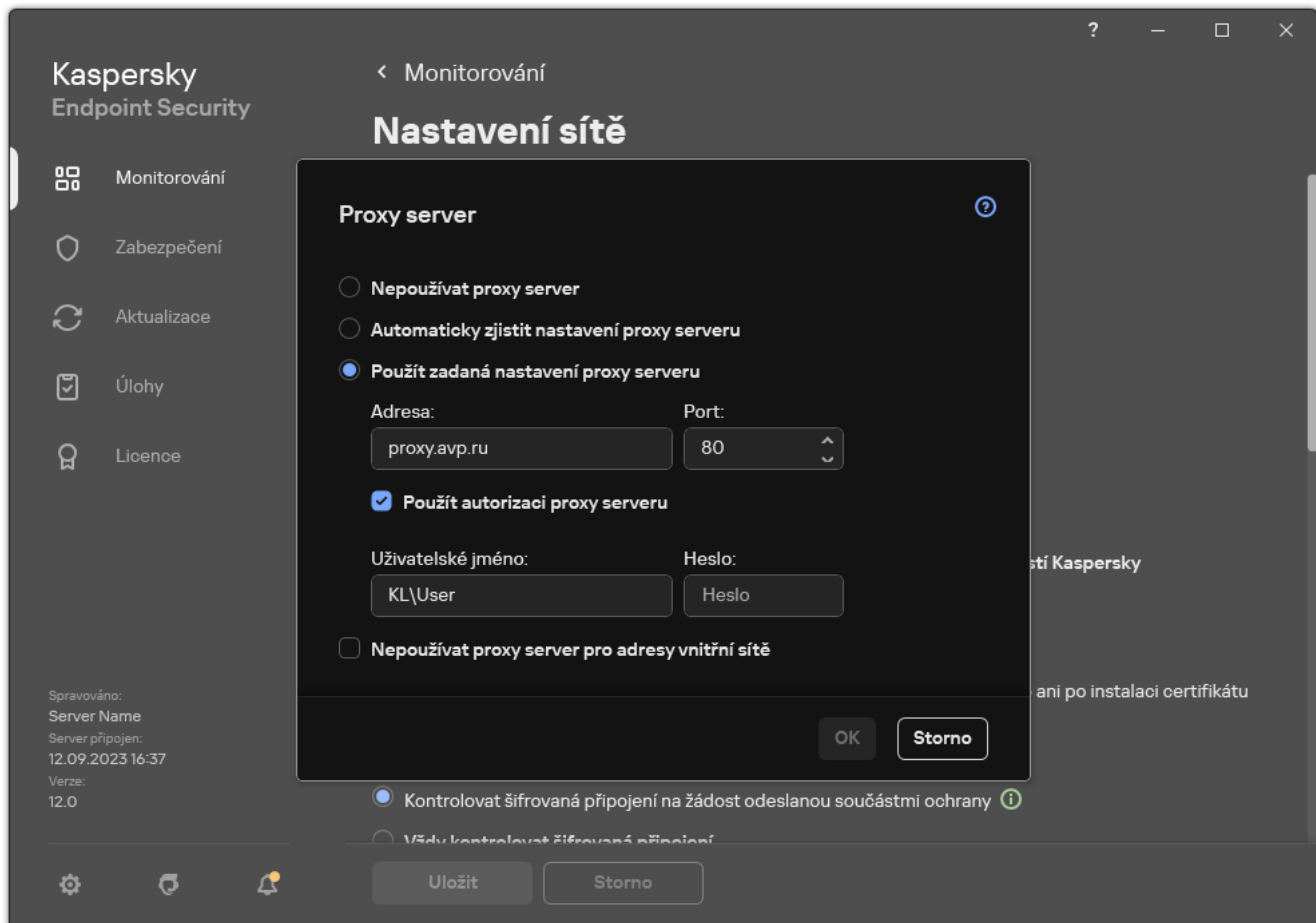 ?
Kaspersky
Endpoint Security
Monitorování
Nastavení sítě
Monitorování
Zabezpečení
Aktualizace
Úlohy
Licence
Proxy server
?
Nepoužívat proxy server
Automaticky zjistit nastavení proxy serveru
Použít zadaná nastavení proxy serveru
Adresa: Port:
proxy.avp.ru 80
Použít autorizaci proxy serveru
Uživatelské jméno: Heslo:
KL\User Heslo
Nepoužívat proxy server pro adresy vnitřní sítě
OK Storno
stí Kaspersky
ani po instalaci certifikátu
Spravováno:
Server Name
Server připojen:
12.09.2023 16:37
Verze:
12.0
Kontrolovat šifrovaná připojení na žádost odeslanou součástmi ochrany
Vždy kontrolovat šifrovaná připojení
Uložit Storno